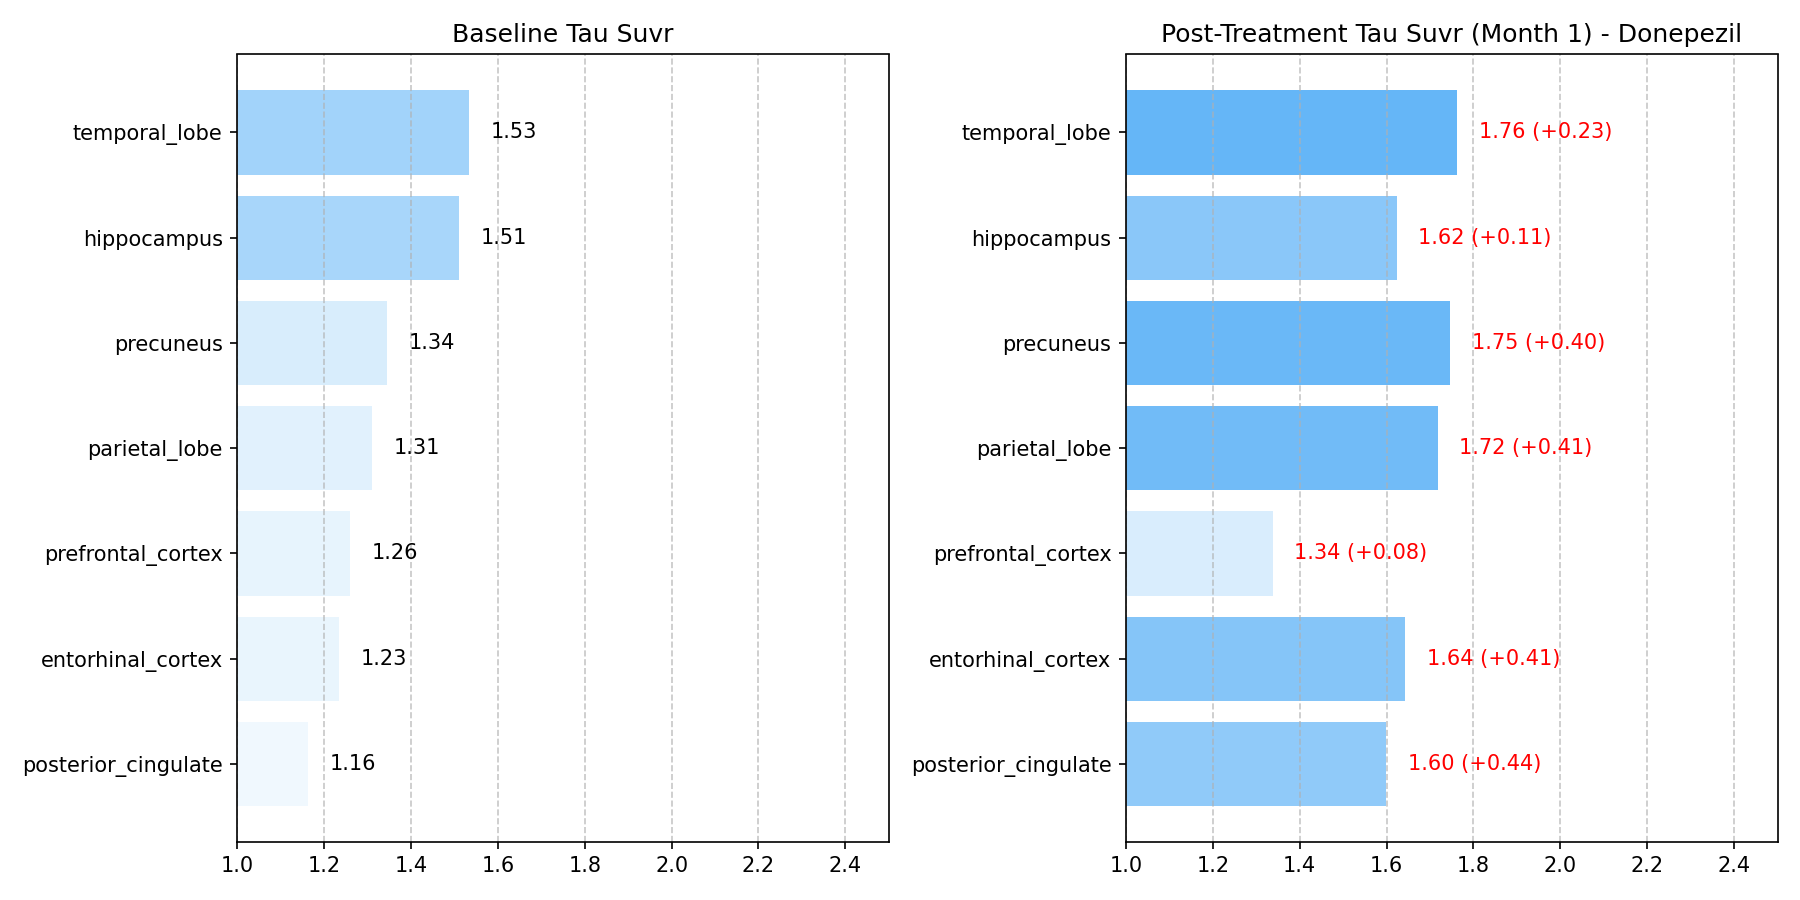 Baseline Tau Suvr
temporal_lobe
1.53
hippocampus
1.51
precuneus
1.34
parietal_lobe
1.31
prefrontal_cortex
1.26
entorhinal_cortex
1.23
posterior_cingulate
1.16
1.0 1.2 1.4 1.6 1.8 2.0 2.2 2.4
Post-Treatment Tau Suvr (Month 1) - Donepezil
temporal_lobe
1.76 (+0.23)
hippocampus
1.62 (+0.11)
precuneus
1.75 (+0.40)
parietal_lobe
1.72 (+0.41)
prefrontal_cortex
1.34 (+0.08)
entorhinal_cortex
1.64 (+0.41)
posterior_cingulate
1.60 (+0.44)
1.0 1.2 1.4 1.6 1.8 2.0 2.2 2.4